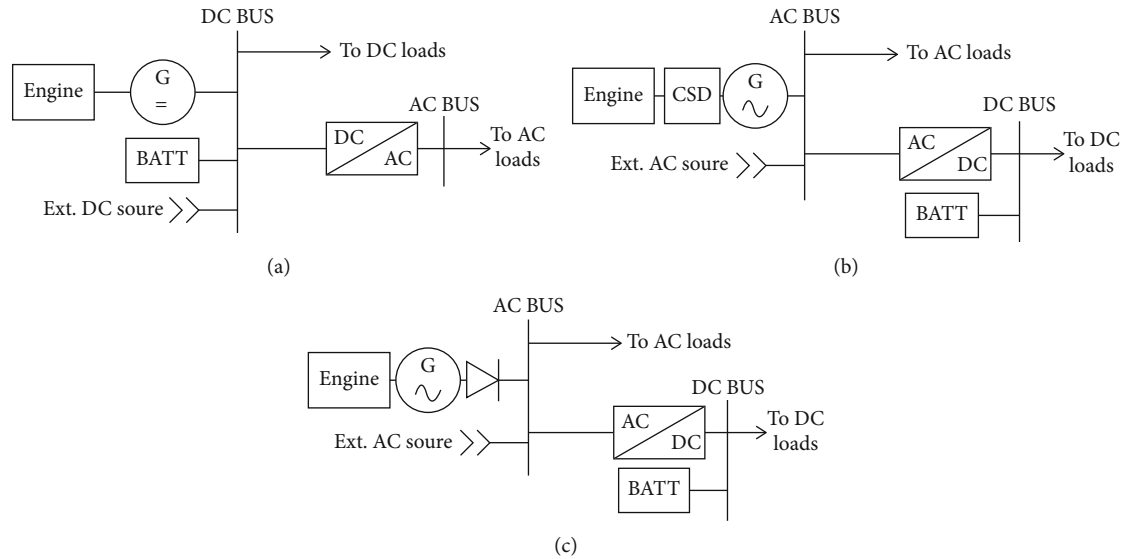 DC BUS
To DC loads
Engine
G
=
AC BUS
DC
AC
To AC
loads
BATT
Ext. DC soure
(a)
AC BUS
To AC loads
Engine
CSD
G
DC BUS
Ext. AC soure
AC
DC
To DC
loads
BATT
(b)
AC BUS
To AC loads
Engine
G
DC BUS
Ext. AC soure
AC
DC
To DC
loads
BATT
(c)